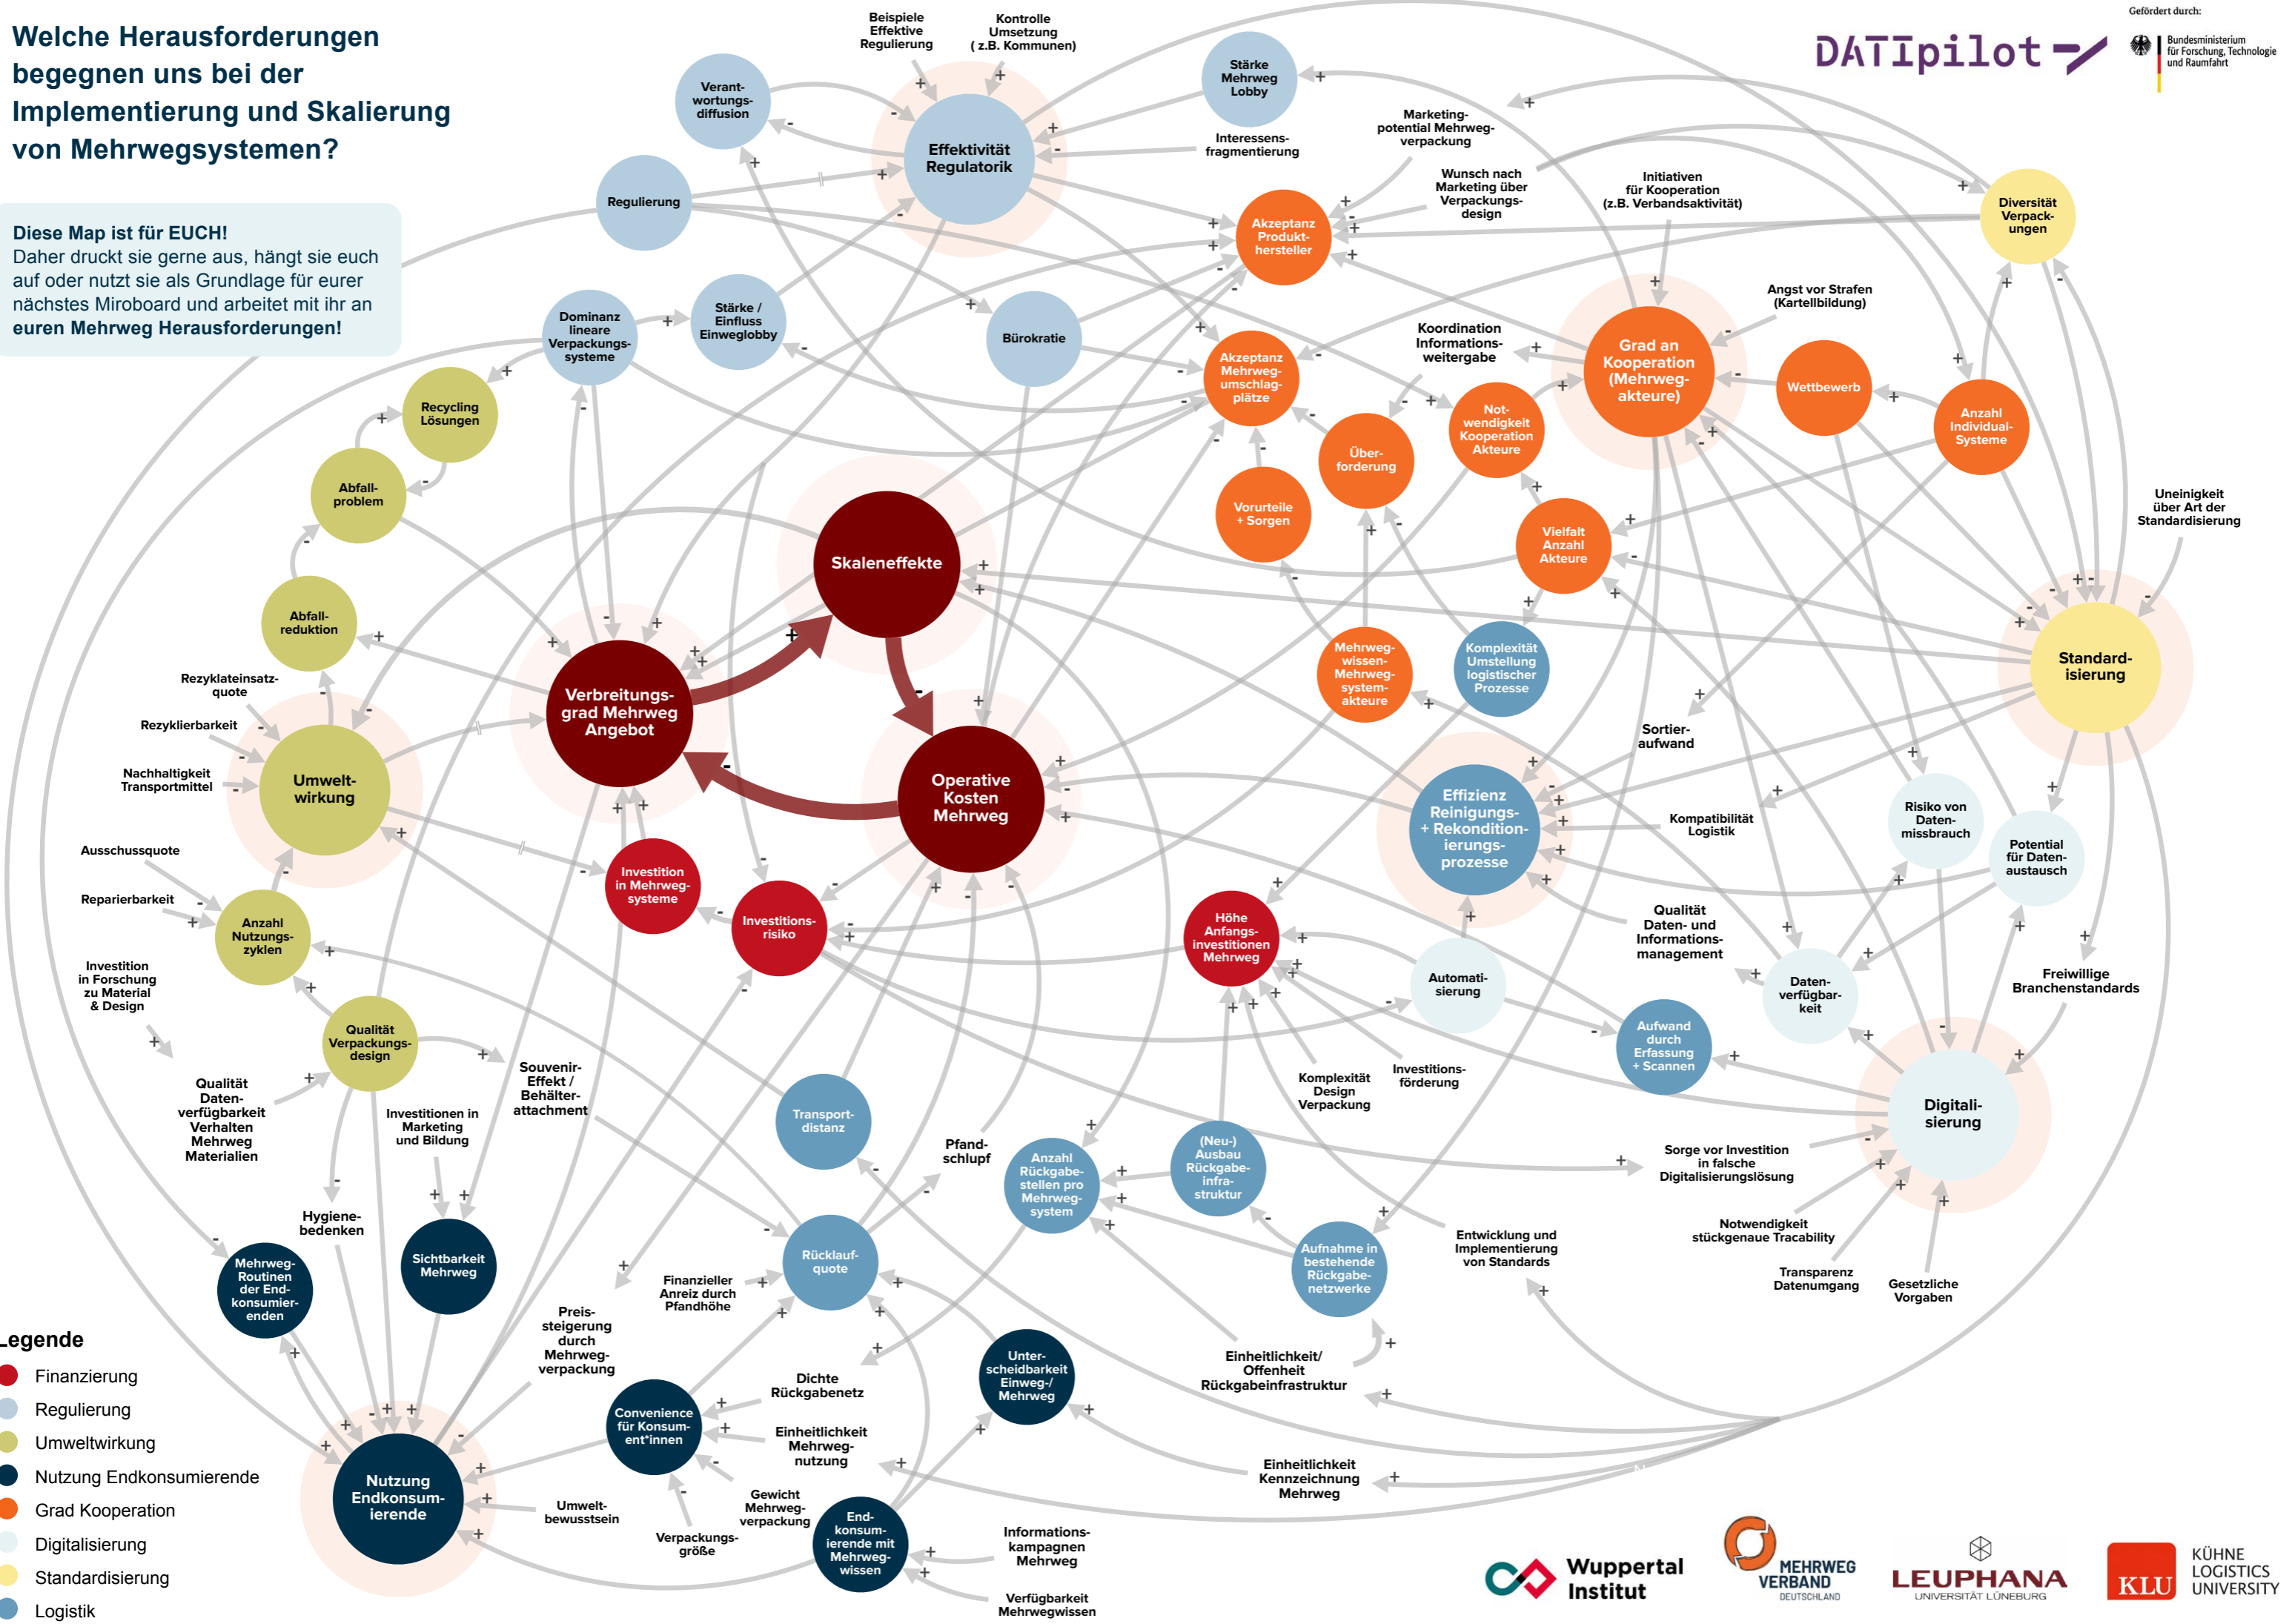 Welche Herausforderungen
begegnen uns bei der
Implementierung und Skalierung
von Mehrwegsystemen?
Diese Map ist für EUCH!
Daher druckt sie gerne aus, hängt sie euch
auf oder nutzt sie als Grundlage für eurer
nächstes Miroboard und arbeitet mit ihr an
euren Mehrweg Herausforderungen!
DATIpilot
Gefördert durch:
Bundesministerium
für Forschung, Technologie
und Raumfahrt
Beispiele
Effektive
Regulierung
Kontrolle
Umsetzung
( z.B. Kommunen)
Verant-
wortungs-
diffusion
Effektivität
Regulatorik
Stärke
Mehrweg
Lobby
Interessens-
fragmentierung
Marketing-
potential Mehrweg-
verpackung
Wunsch nach
Marketing über
Verpackungs-
design
Initiativen
für Kooperation
(z.B. Verbandsaktivität)
Diversität
Verpack-
ungen
Regulierung
Akzeptanz
Produkt-
hersteller
Dominanz
lineare
Verpackungs-
systeme
Stärke /
Einfluss
Einweglobby
Bürokratie
Akzeptanz
Mehrweg-
umschlag-
plätze
Koordination
Informations-
weitergabe
Grad an
Kooperation
(Mehrweg-
akteure)
Angst vor Strafen
(Kartellbildung)
Wettbewerb
Anzahl
Individual-
Systeme
Recycling
Lösungen
Not-
wendigkeit
Kooperation
Akteure
Über-
forderung
Abfall-
problem
Vorurteile
+ Sorgen
Vielfalt
Anzahl
Akteure
Uneinigkeit
über Art der
Standardisierung
Skaleneffekte
Abfall-
reduktion
Mehrweg-
wissen-
Mehrweg-
system-
akteure
Komplexität
Umstellung
logistischer
Prozesse
Standard-
isierung
Rezyklateinsatz-
quote
Rezyklierbarkeit
Nachhaltigkeit
Transportmittel
Umwelt-
wirkung
Verbreitungs-
grad Mehrweg
Angebot
Operative
Kosten
Mehrweg
Sortier-
aufwand
Effizienz
Reinigungs-
+ Rekondition-
ierungs-
prozesse
Kompatibilität
Logistik
Risiko von
Daten-
missbrauch
Potential
für Daten-
austausch
Ausschussquote
Reparierbarkeit
Anzahl
Nutzungs-
zyklen
Investition
in Mehrweg-
systeme
Investitions-
risiko
Höhe
Anfangs-
investitionen
Mehrweg
Automati-
sierung
Qualität
Daten- und
Informations-
management
Daten-
verfügbar-
keit
Freiwillige
Branchenstandards
Investition
in Forschung
zu Material
& Design
Qualität
Verpackungs-
design
Aufwand
durch
Erfassung
+ Scannen
Souvenir-
Effekt /
Behälter-
attachment
Qualität
Daten-
verfügbarkeit
Verhalten
Mehrweg
Materialien
Investitionen in
Marketing
und Bildung
Transport-
distanz
Komplexität
Design
Verpackung
Investitions-
förderung
Digitali-
sierung
Pfand-
schlupf
Anzahl
Rückgabe-
stellen pro
Mehrweg-
system
(Neu-)
Ausbau
Rückgabe-
infra-
struktur
Sorge vor Investition
in falsche
Digitalisierungslösung
Notwendigkeit
stückgenaue Tracability
Transparenz
Datenumgang
Gesetzliche
Vorgaben
Hygiene-
bedenken
Mehrweg-
Routinen
der End-
konsumier-
enden
Sichtbarkeit
Mehrweg
Finanzieller
Anreiz durch
Pfandhöhe
Rücklauf-
quote
Aufnahme in
bestehende
Rückgabe-
netzwerke
Entwicklung und
Implementierung
von Standards
Preis-
steigerung
durch
Mehrweg-
verpackung
Unter-
scheidbarkeit
Einweg-/
Mehrweg
Einheitlichkeit/
Offenheit
Rückgabeinfrastruktur
Dichte
Rückgabenetz
Convenience
für Konsum-
ent*innen
Einheitlichkeit
Mehrweg-
nutzung
Einheitlichkeit
Kennzeichnung
Mehrweg
Nutzung
Endkonsum-
ierende
Umwelt-
bewusstsein
Gewicht
Mehrweg-
verpackung
Verpackungs-
größe
End-
konsum-
ierende mit
Mehrweg-
wissen
Informations-
kampagnen
Mehrweg
Verfügbarkeit
Mehrwegwissen
Legende
Finanzierung
Regulierung
Umweltwirkung
Nutzung Endkonsumierende
Grad Kooperation
Digitalisierung
Standardisierung
Logistik
Wuppertal
Institut
MEHRWEG
VERBAND
DEUTSCHLAND
LEUPHANA
UNIVERSITÄT LÜNEBURG
KLU
KÜHNE
LOGISTICS
UNIVERSITY